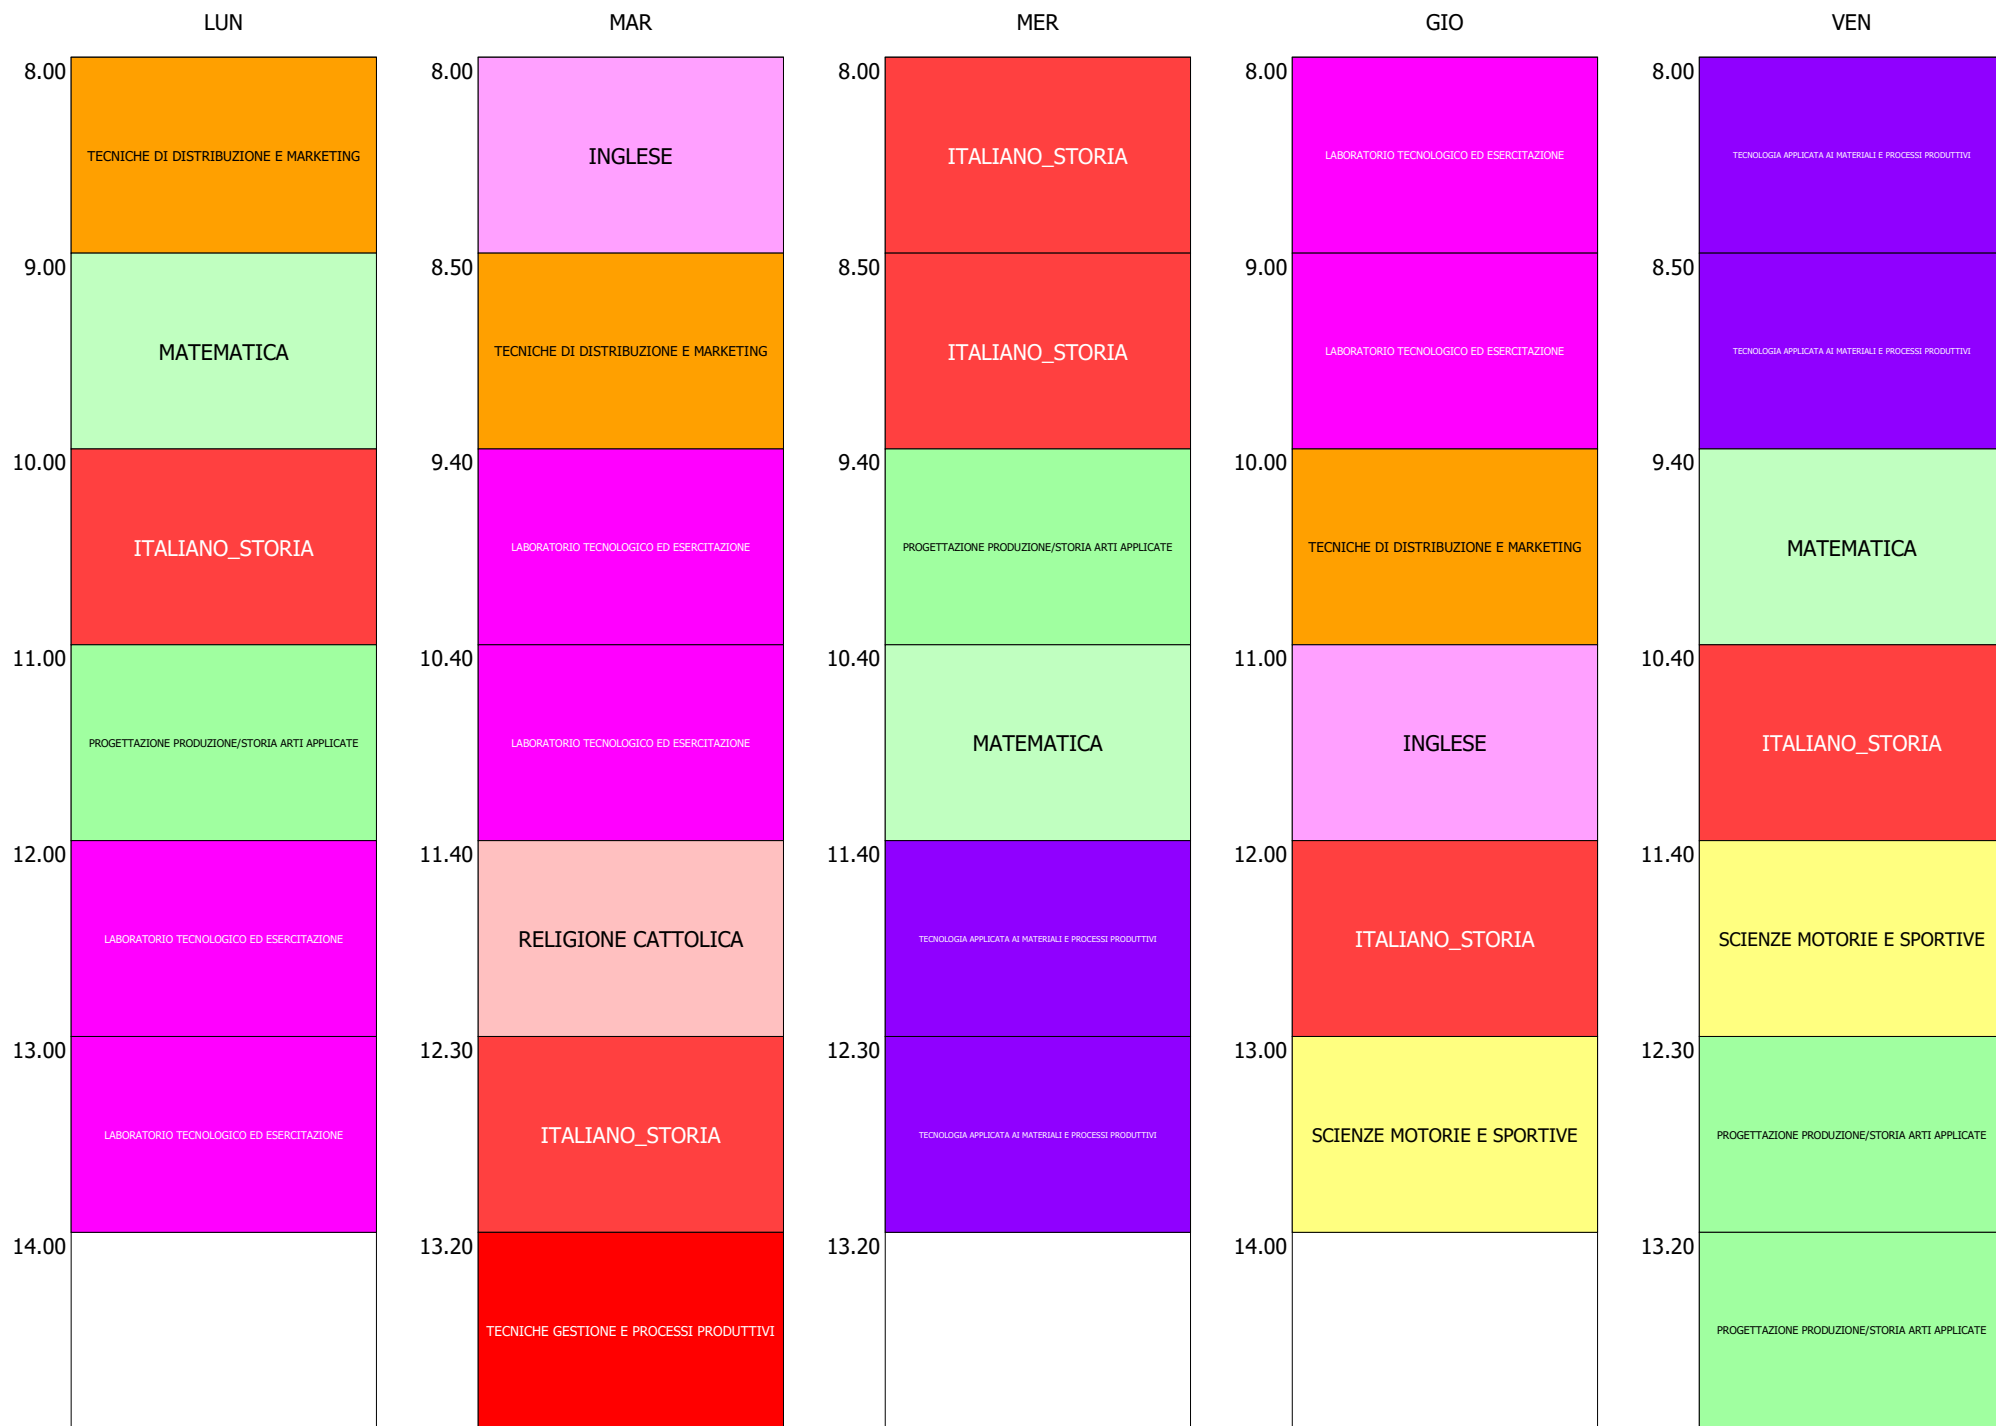 LUN MAR MER GIO VEN
8.00 TECNICHE DI DISTRIBUZIONE E MARKETING 8.00 INGLESE 8.00 ITALIANO_STORIA 8.00 LABORATORIO TECNOLOGICO ED ESERCITAZIONE 8.00 TECNOLOGIA APPLICATA AI MATERIALI E PROCESSI PRODUTTIVI
9.00 MATEMATICA 8.50 TECNICHE DI DISTRIBUZIONE E MARKETING 8.50 ITALIANO_STORIA 9.00 LABORATORIO TECNOLOGICO ED ESERCITAZIONE 8.50 TECNOLOGIA APPLICATA AI MATERIALI E PROCESSI PRODUTTIVI
10.00 ITALIANO_STORIA 9.40 LABORATORIO TECNOLOGICO ED ESERCITAZIONE 9.40 PROGETTAZIONE PRODUZIONE/STORIA ARTI APPLICATE 10.00 TECNICHE DI DISTRIBUZIONE E MARKETING 9.40 MATEMATICA
11.00 PROGETTAZIONE PRODUZIONE/STORIA ARTI APPLICATE 10.40 LABORATORIO TECNOLOGICO ED ESERCITAZIONE 10.40 MATEMATICA 11.00 INGLESE 10.40 ITALIANO_STORIA
12.00 LABORATORIO TECNOLOGICO ED ESERCITAZIONE 11.40 RELIGIONE CATTOLICA 11.40 TECNOLOGIA APPLICATA AI MATERIALI E PROCESSI PRODUTTIVI 12.00 ITALIANO_STORIA 11.40 SCIENZE MOTORIE E SPORTIVE
13.00 LABORATORIO TECNOLOGICO ED ESERCITAZIONE 12.30 ITALIANO_STORIA 12.30 TECNOLOGIA APPLICATA AI MATERIALI E PROCESSI PRODUTTIVI 13.00 SCIENZE MOTORIE E SPORTIVE 12.30 PROGETTAZIONE PRODUZIONE/STORIA ARTI APPLICATE
14.00 13.20 TECNICHE GESTIONE E PROCESSI PRODUTTIVI 13.20 14.00 13.20 PROGETTAZIONE PRODUZIONE/STORIA ARTI APPLICATE